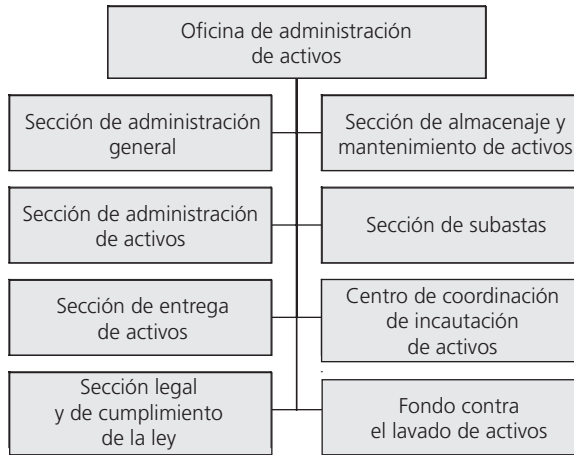 Oficina de administración
de activos
Sección de administración
general
Sección de almacenaje y
mantenimiento de activos
Sección de administración
de activos
Sección de subastas
Sección de entrega
de activos
Centro de coordinación
de incautación
de activos
Sección legal
y de cumplimiento
de la ley
Fondo contra
el lavado de activos